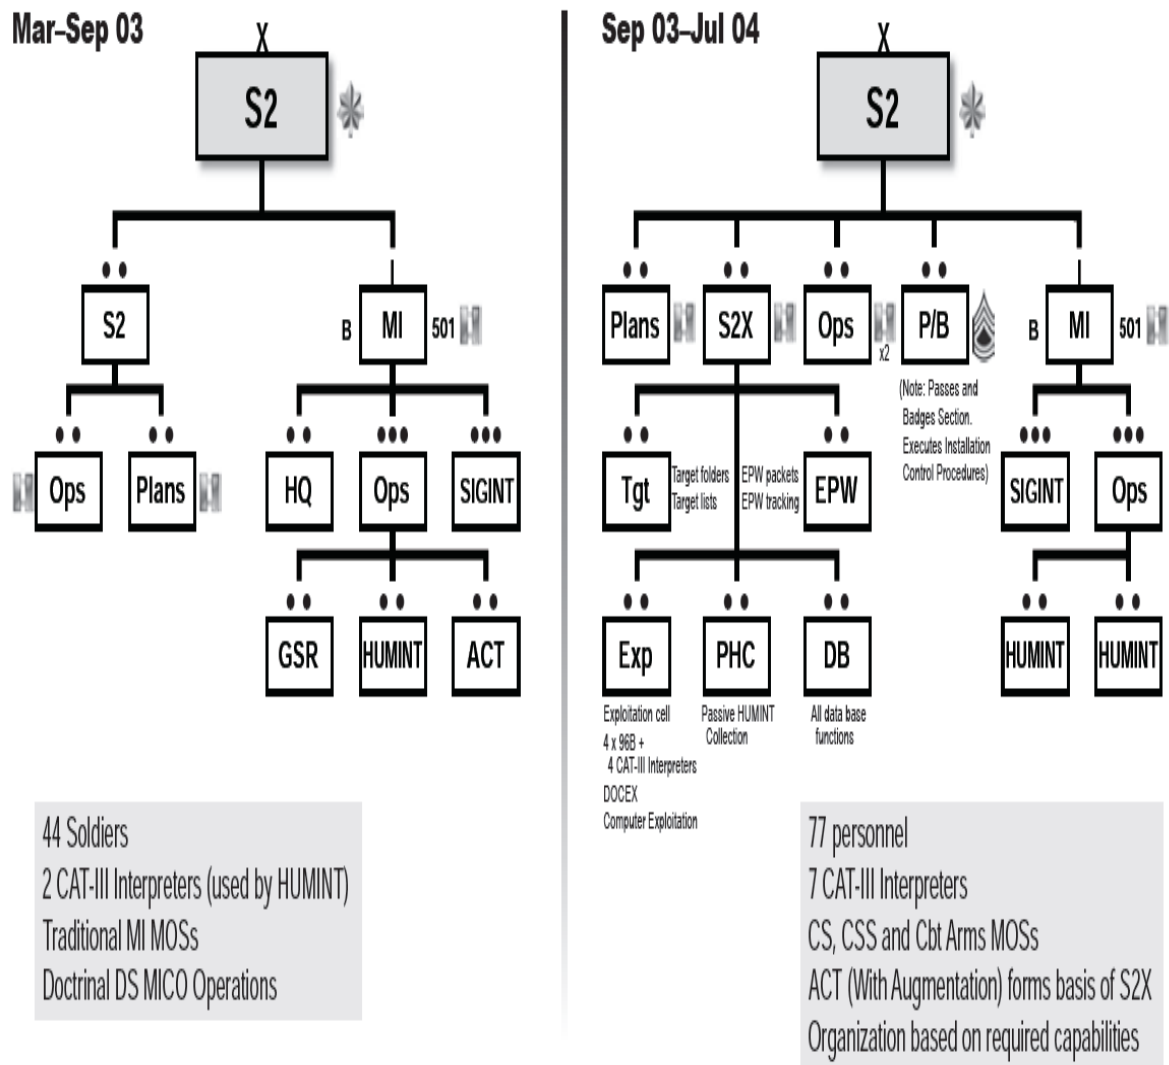 Mar–Sep 03
X
S2
S2
B
MI
501
Ops
Plans
HQ
Ops
SIGINT
GSR
HUMINT
ACT
44 Soldiers
2 CAT-III Interpreters (used by HUMINT)
Traditional MI MOSs
Doctrinal DS MICO Operations
Sep 03–Jul 04
X
S2
Plans
S2X
Ops
x2
P/B
B
MI
501
(Note: Passes and
Badges Section.
Executes Installation
Control Procedures)
Tgt
Target folders
Target lists
EPW packets
EPW tracking
EPW
SIGINT
Ops
Exp
PHC
DB
HUMINT
HUMINT
Exploitation cell
4 x 96B +
4 CAT-III Interpreters
DOCEX
Computer Exploitation
Passive HUMINT
Collection
All data base
functions
77 personnel
7 CAT-III Interpreters
CS, CSS and Cbt Arms MOSs
ACT (With Augmentation) forms basis of S2X
Organization based on required capabilities